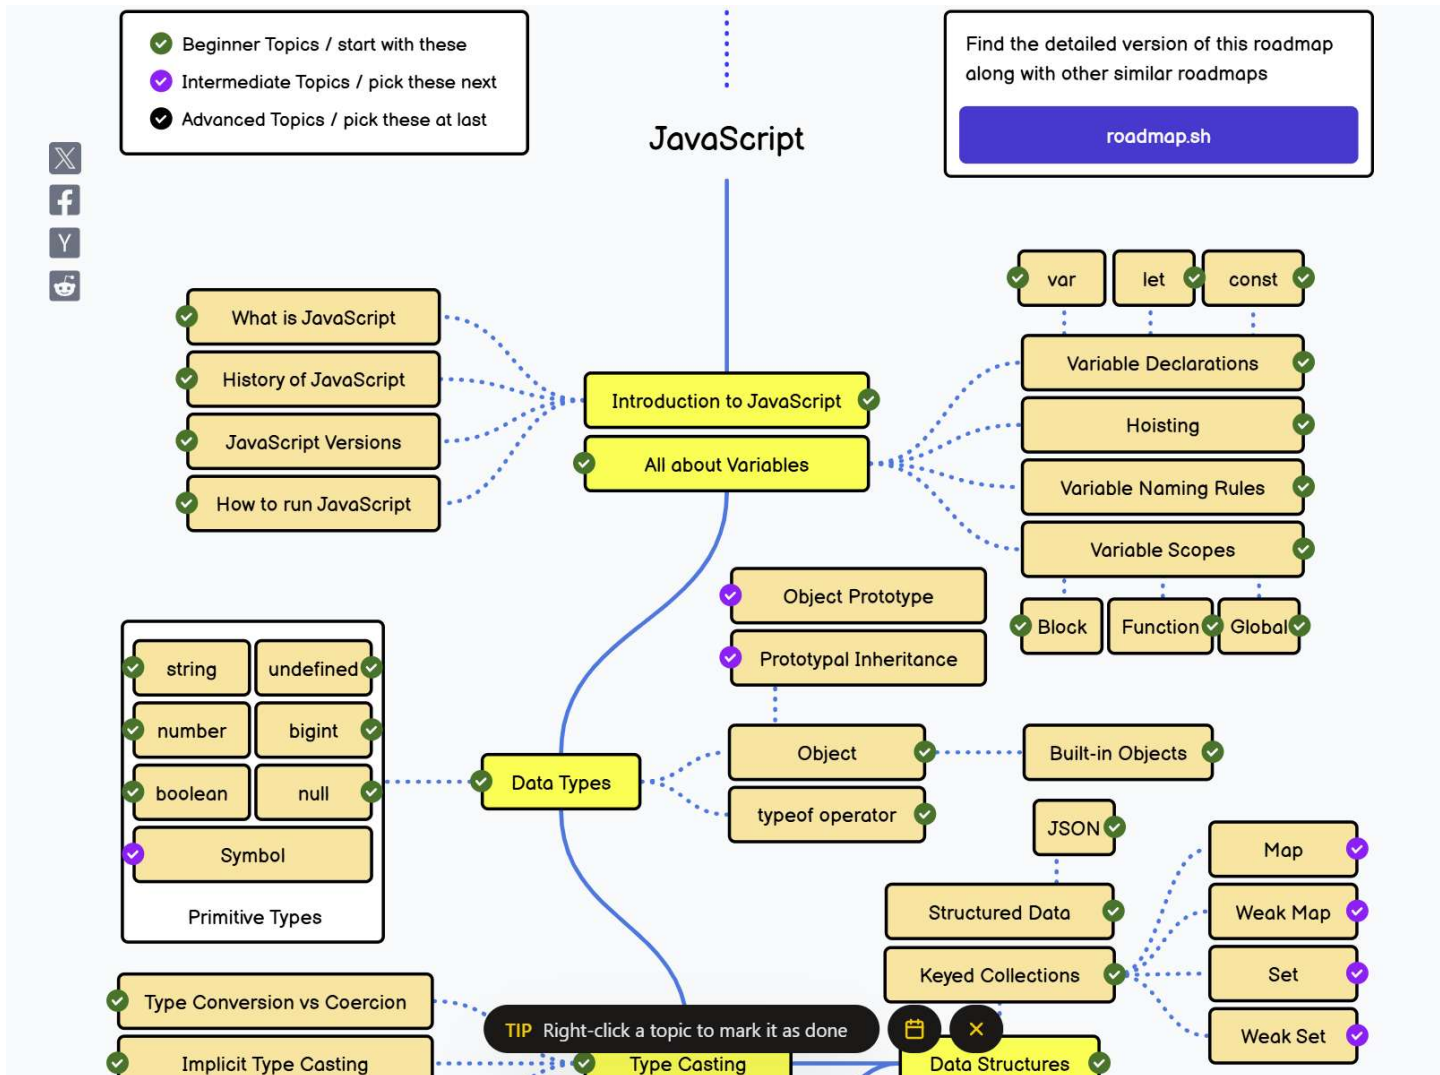 Beginner Topics / start with these
Intermediate Topics / pick these next
Advanced Topics / pick these at last
Find the detailed version of this roadmap
along with other similar roadmaps
roadmap.sh
JavaScript
What is JavaScript
History of JavaScript
JavaScript Versions
How to run JavaScript
Introduction to JavaScript
All about Variables
var
let
const
Variable Declarations
Hoisting
Variable Naming Rules
Variable Scopes
Block
Function
Global
Object Prototype
Prototypal Inheritance
string
undefined
number
bigint
boolean
null
Symbol
Primitive Types
Data Types
Object
typeof operator
Built-in Objects
JSON
Structured Data
Keyed Collections
Map
Weak Map
Set
Weak Set
Type Conversion vs Coercion
Implicit Type Casting
TIP Right-click a topic to mark it as done
Type Casting
Data Structures